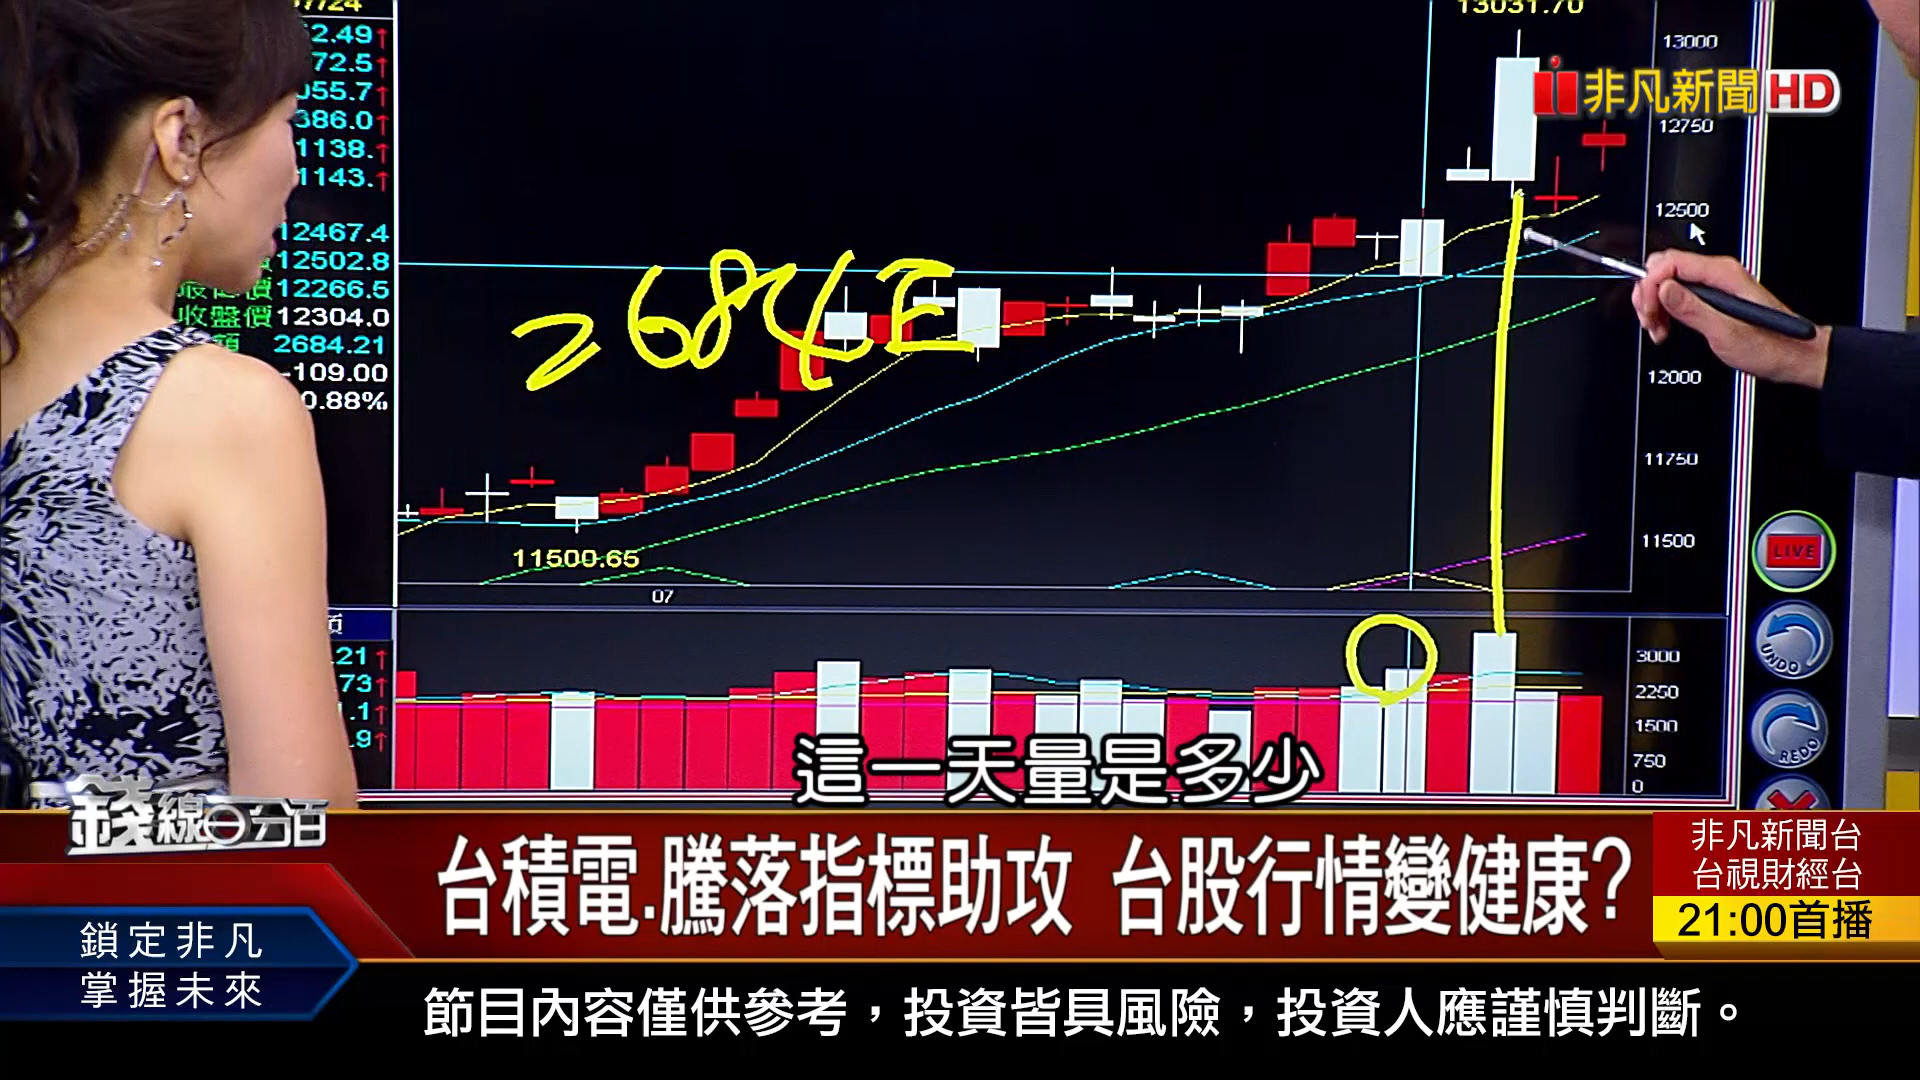 13031.70
非凡新聞HD
13000
12750
12500
12000
11750
11500
1138.
1143.
12467.4
12502.8
12266.5
收盤價 12304.0
2684.21
-109.00
0.88%
2684E
11500.65
07
LIVE
UNDO
REDO
3000
2250
1500
750
0
這一天量是多少
錢線百分百
台積電.騰落指標助攻 台股行情變健康?
非凡新聞台
台視財經台
21:00首播
鎖定非凡
掌握未來
節目內容僅供參考，投資皆具風險，投資人應謹慎判斷。